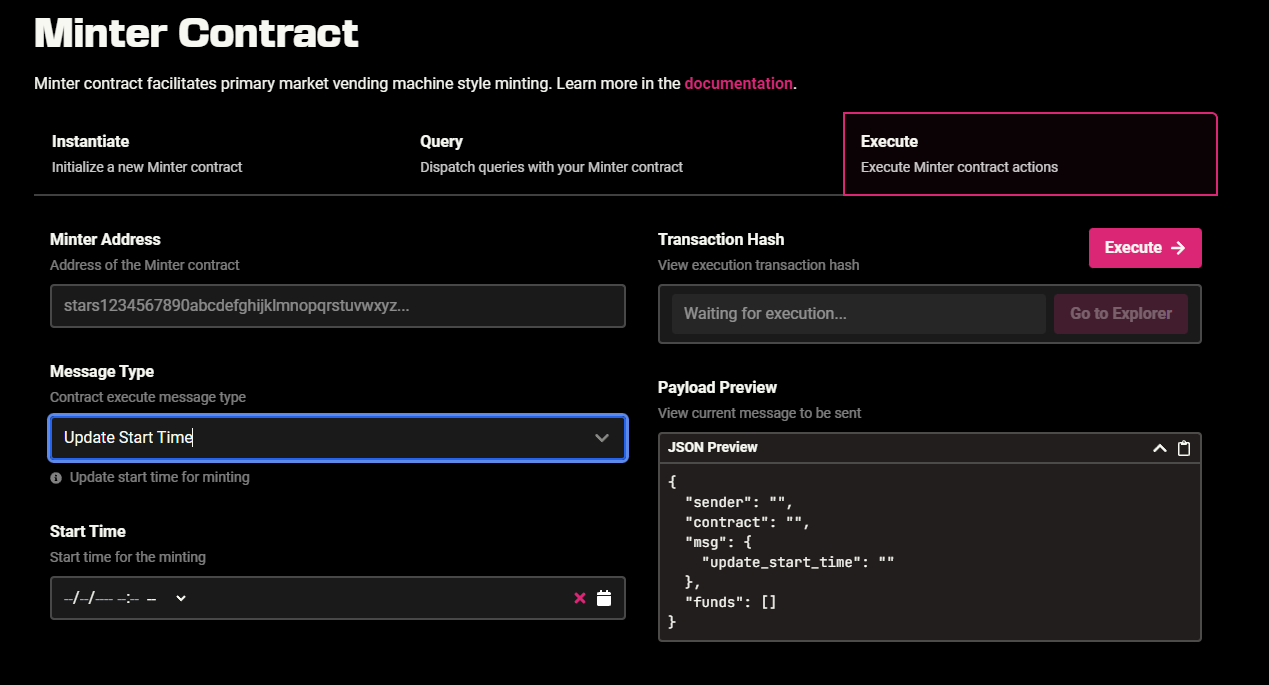 Minter Contract
Minter contract facilitates primary market vending machine style minting. Learn more in the documentation.
Instantiate
Initialize a new Minter contract
Query
Dispatch queries with your Minter contract
Execute
Execute Minter contract actions
Minter Address
Address of the Minter contract
stars1234567890abcdefghijklmnopqrstuvwxyz...
Message Type
Contract execute message type
Update Start Time
Update start time for minting
Start Time
Start time for the minting
--/--/---- --:-- --
Transaction Hash
View execution transaction hash
Execute
Waiting for execution...
Go to Explorer
Payload Preview
View current message to be sent
JSON Preview
{
  "sender": "",
  "contract": "",
  "msg": {
    "update_start_time": ""
  },
  "funds": []
}